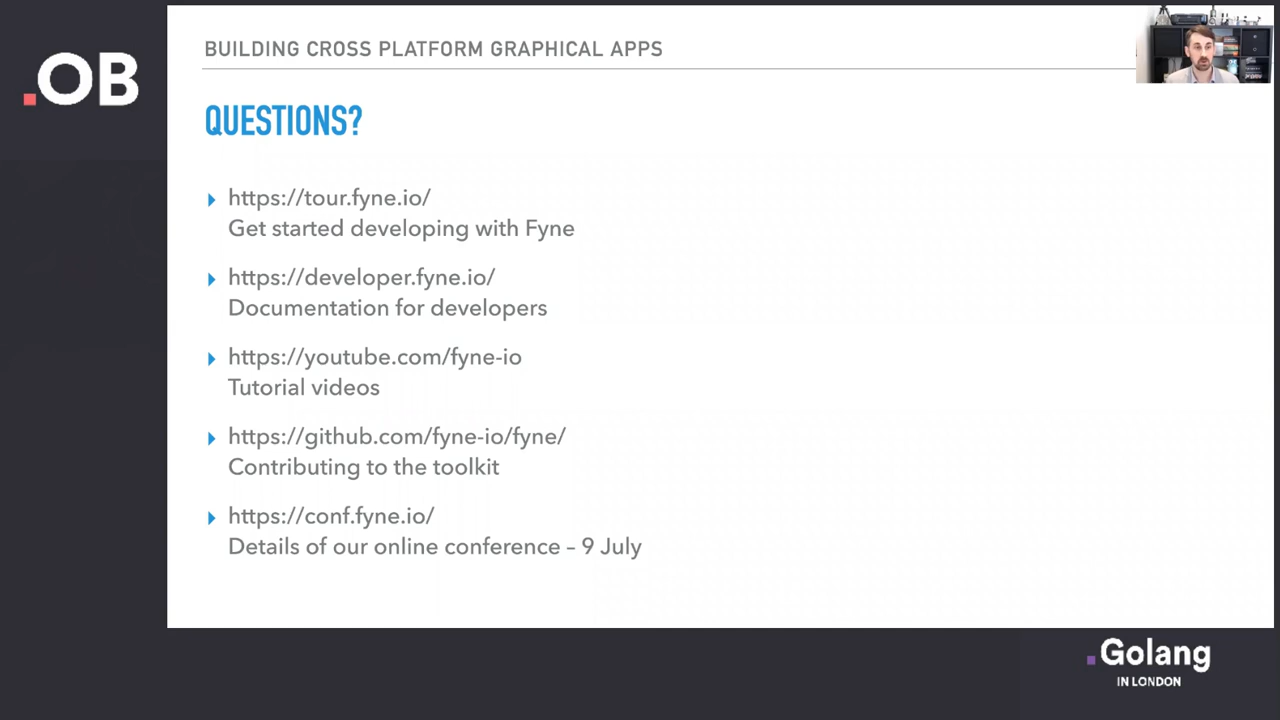 .OB
BUILDING CROSS PLATFORM GRAPHICAL APPS
QUESTIONS?
https://tour.fyne.io/
Get started developing with Fyne
https://developer.fyne.io/
Documentation for developers
https://youtube.com/fyne-io
Tutorial videos
https://github.com/fyne-io/fyne/
Contributing to the toolkit
https://conf.fyne.io/
Details of our online conference – 9 July
.Golang
IN LONDON